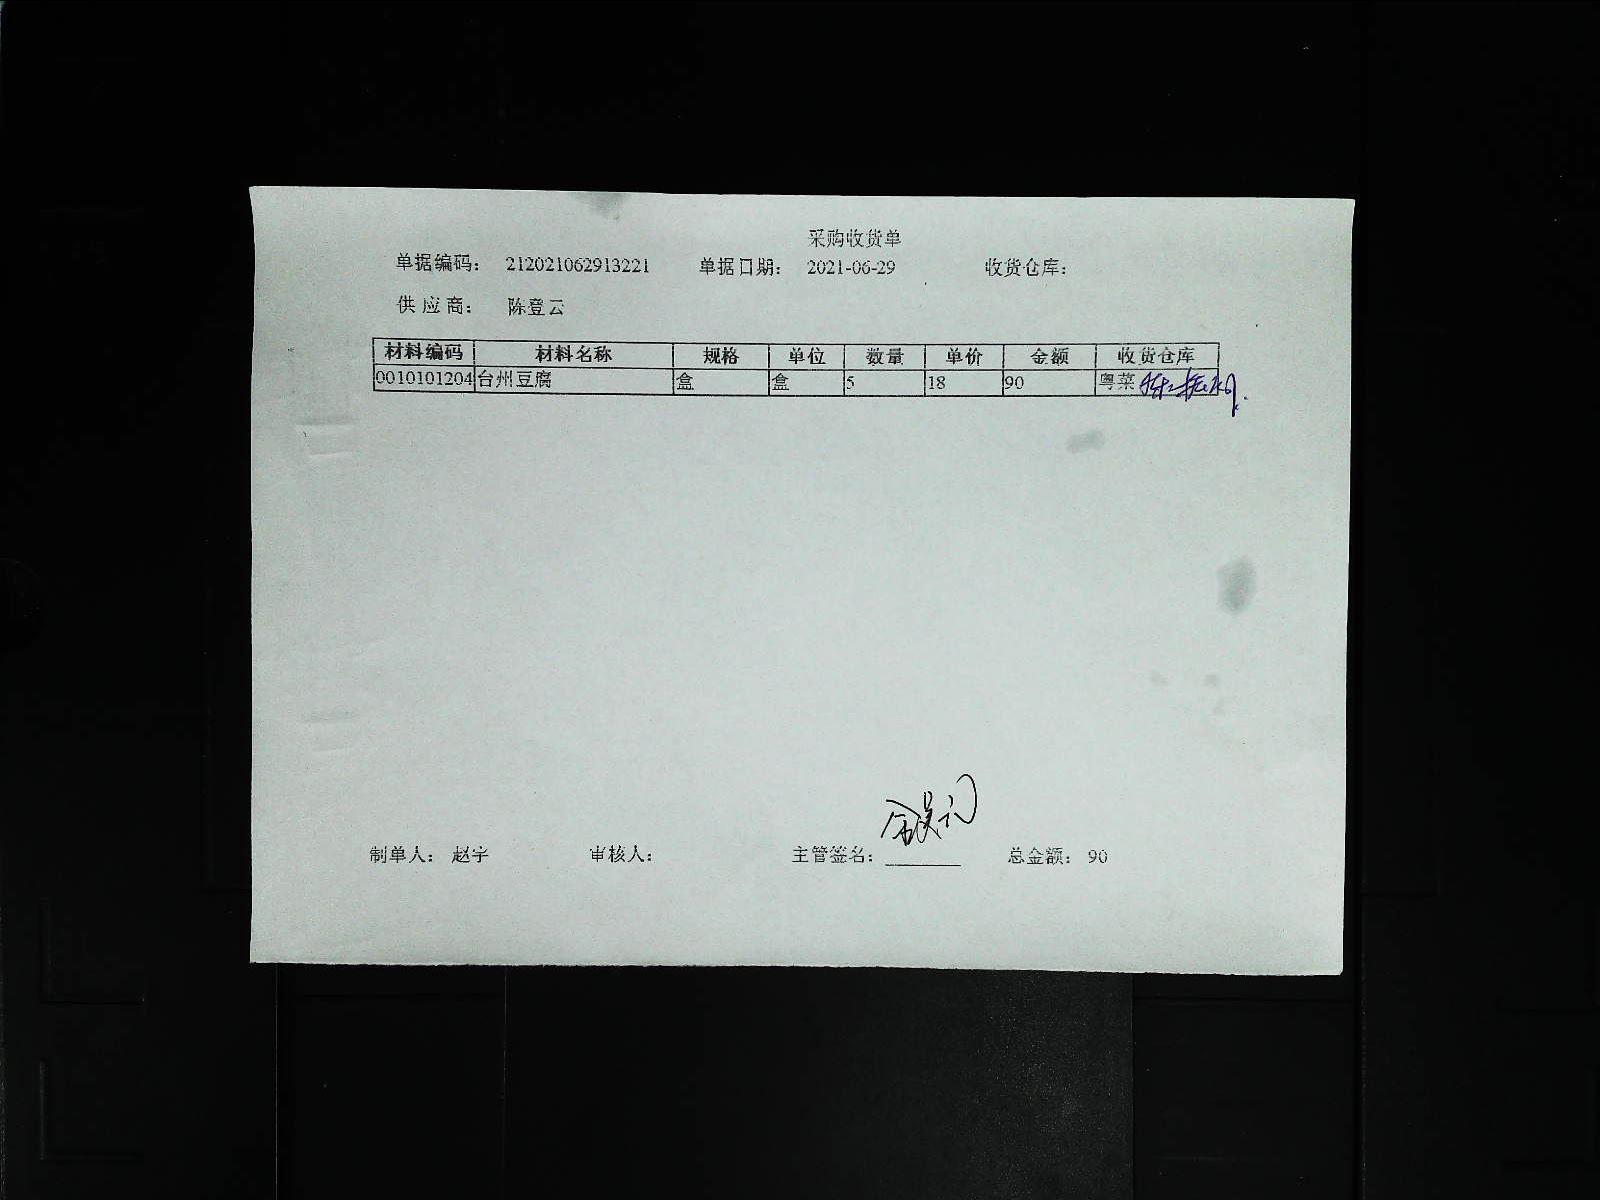 采购收货单
单据编码： 212021062913221 单据日期： 2021-06-29 收货仓库：
供应商： 陈登云
材料编码 材料名称 规格 单位 数量 单价 金额 收货仓库
0010101204 台州豆腐 盒 盒 5 18 90 粤菜
制单人： 赵宇 审核人： 主管签名： 总金额： 90